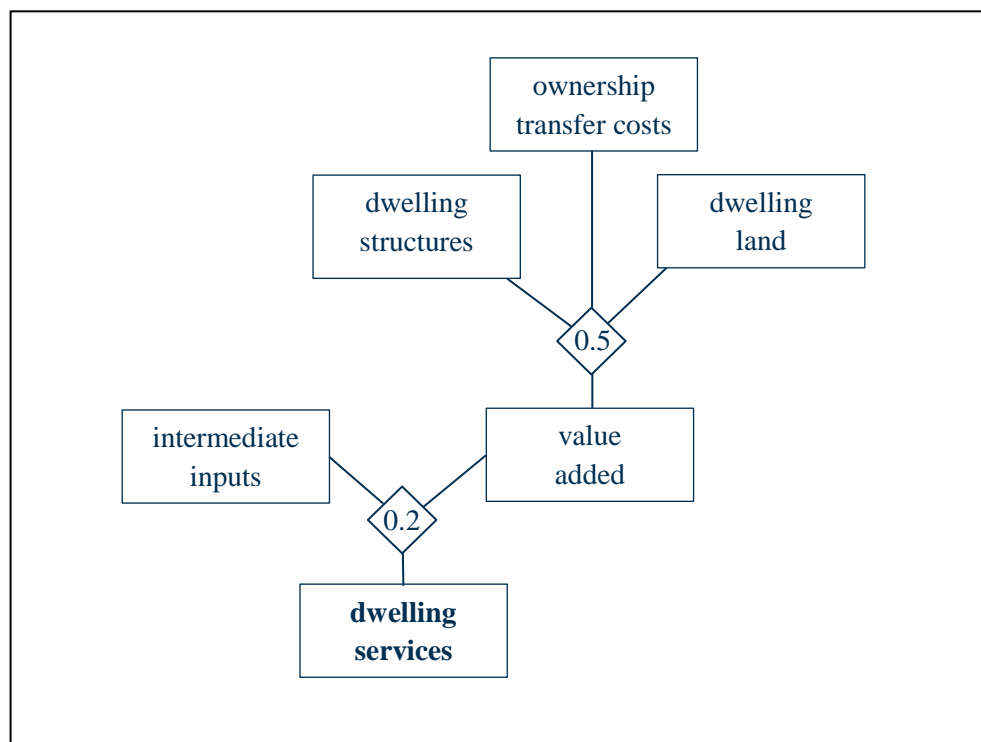 ownership
transfer costs
dwelling
structures
dwelling
land
0.5
intermediate
inputs
value
added
0.2
dwelling
services